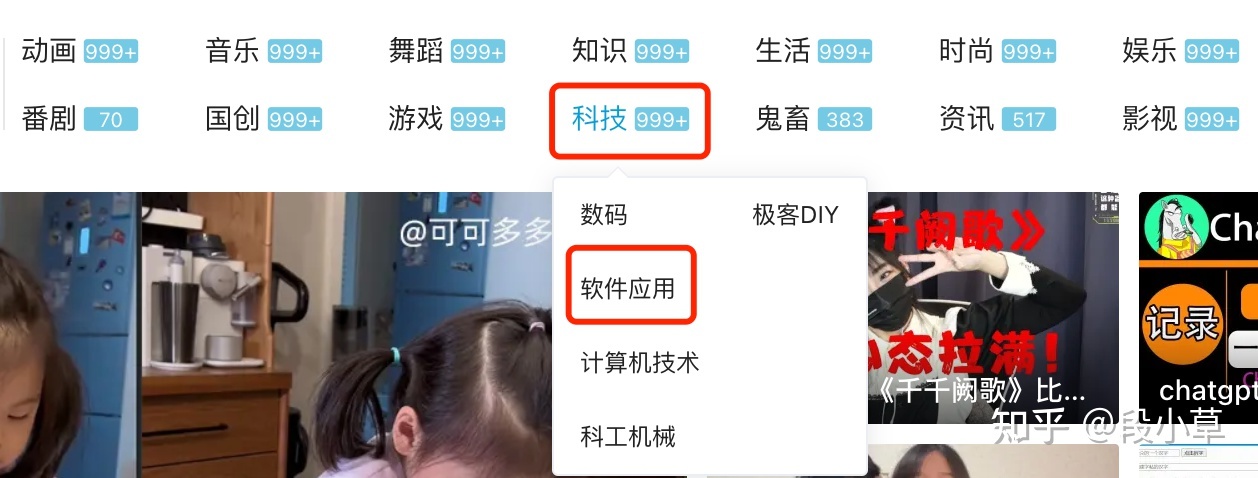 动画 999+ 音乐 999+ 舞蹈 999+ 知识 999+ 生活 999+ 时尚 999+ 娱乐 999+
番剧 70 国创 999+ 游戏 999+ 科技 999+ 鬼畜 383 资讯 517 影视 999+
数码 极客DIY
软件应用
计算机技术
科工机械
@可可多多
千阙歌》
态拉满!
《千千阙歌》比...
Cha
记录
一
chatgpt
知乎 @段小草